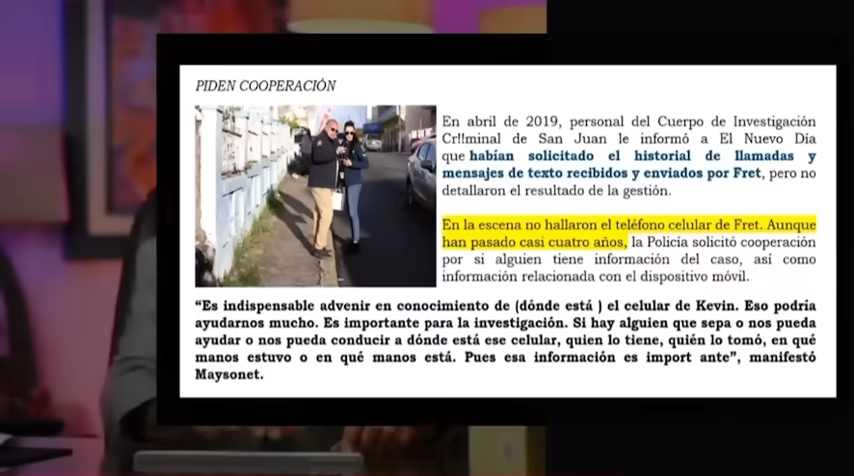 PIDEN COOPERACIÓN
En abril de 2019, personal del Cuerpo de Investigación
Cr!!minal de San Juan le informó a El Nuevo Día
que habían solicitado el historial de llamadas y
mensajes de texto recibidos y enviados por Fret, pero no
detallaron el resultado de la gestión.
En la escena no hallaron el teléfono celular de Fret. Aunque
han pasado casi cuatro años, la Policía solicitó cooperación
por si alguien tiene información del caso, así como
información relacionada con el dispositivo móvil.
“Es indispensable advenir en conocimiento de (dónde está ) el celular de Kevin. Eso podría
ayudarnos mucho. Es importante para la investigación. Si hay alguien que sepa o nos pueda
ayudar o nos pueda conducir a dónde está ese celular, quien lo tiene, quién lo tomó, en qué
manos estuvo o en qué manos está. Pues esa información es import ante”, manifestó
Maysonet.